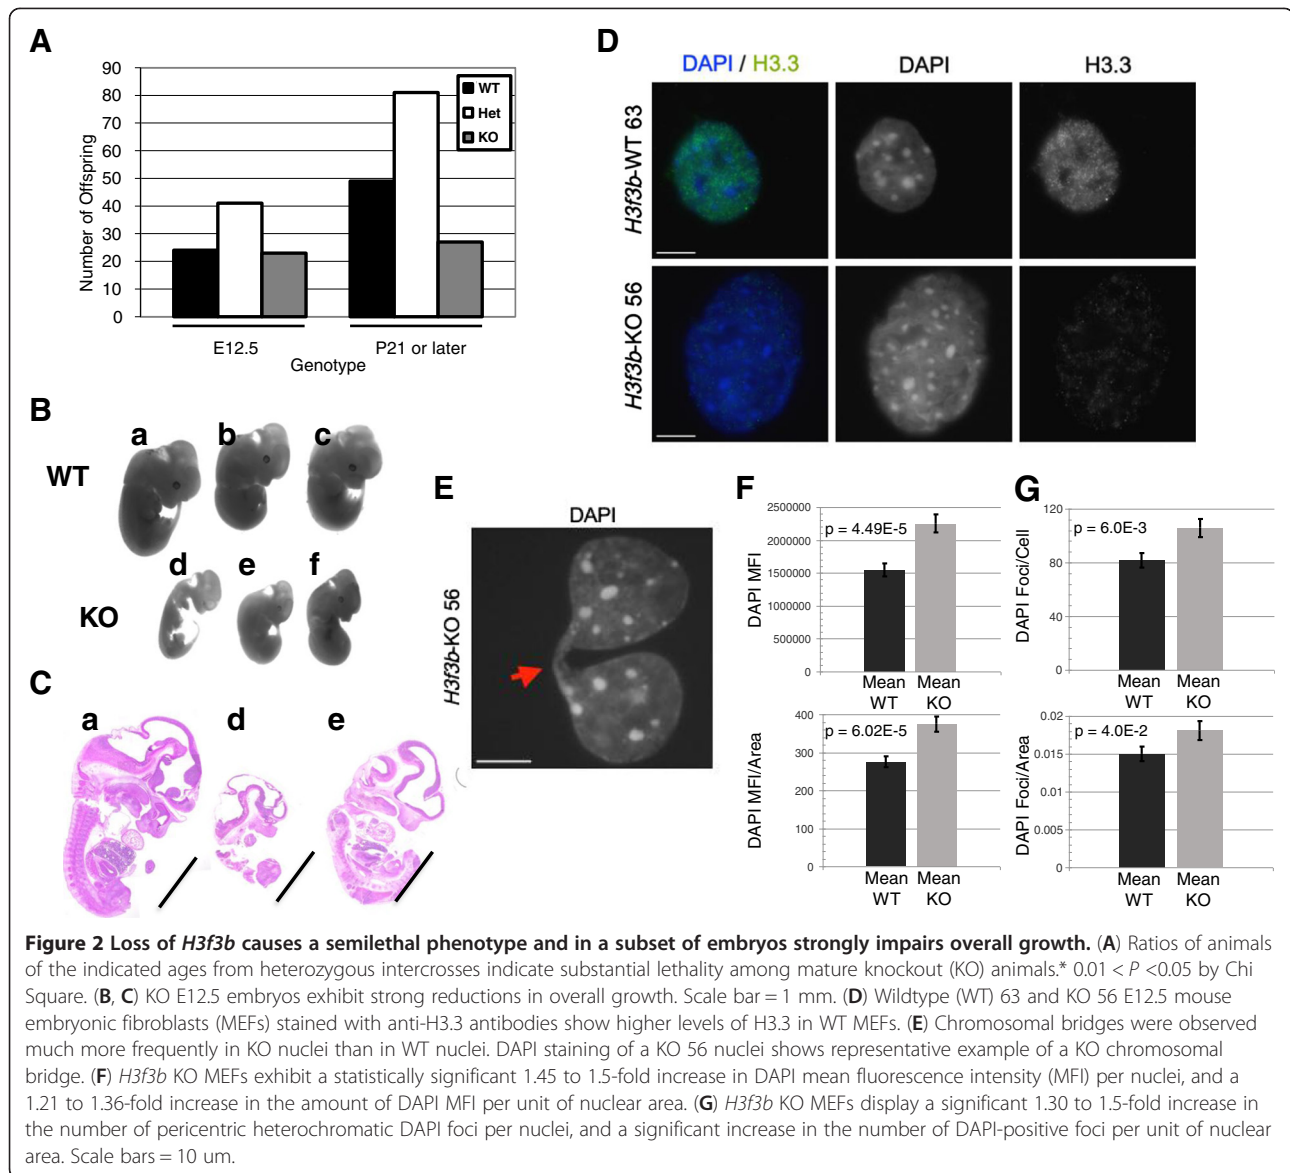 A
90
80
70
60
50
40
30
20
10
0
Number of Offspring
WT
Het
KO
E12.5
P21 or later
Genotype
B
a
b
c
WT
d
e
f
KO
C
a
d
e
D
DAPI / H3.3
DAPI
H3.3
H3f3b-WT 63
H3f3b-KO 56
E
DAPI
H3f3b-KO 56
F
2500000
2000000
1500000
1000000
500000
0
DAPI MFI
p = 4.49E-5
Mean WT
Mean KO
400
300
200
100
0
DAPI MFI/Area
p = 6.02E-5
Mean WT
Mean KO
G
120
80
40
0
DAPI Foci/Cell
p = 6.0E-3
Mean WT
Mean KO
0.02
0.015
0.01
0.005
0
DAPI Foci/Area
p = 4.0E-2
Mean WT
Mean KO
Figure 2 Loss of H3f3b causes a semilethal phenotype and in a subset of embryos strongly impairs overall growth. (A) Ratios of animals
of the indicated ages from heterozygous intercrosses indicate substantial lethality among mature knockout (KO) animals.* 0.01 < P <0.05 by Chi
Square. (B, C) KO E12.5 embryos exhibit strong reductions in overall growth. Scale bar = 1 mm. (D) Wildtype (WT) 63 and KO 56 E12.5 mouse
embryonic fibroblasts (MEFs) stained with anti-H3.3 antibodies show higher levels of H3.3 in WT MEFs. (E) Chromosomal bridges were observed
much more frequently in KO nuclei than in WT nuclei. DAPI staining of a KO 56 nuclei shows representative example of a KO chromosomal
bridge. (F) H3f3b KO MEFs exhibit a statistically significant 1.45 to 1.5-fold increase in DAPI mean fluorescence intensity (MFI) per nuclei, and a
1.21 to 1.36-fold increase in the amount of DAPI MFI per unit of nuclear area. (G) H3f3b KO MEFs display a significant 1.30 to 1.5-fold increase in
the number of pericentric heterochromatic DAPI foci per nuclei, and a significant increase in the number of DAPI-positive foci per unit of nuclear
area. Scale bars = 10 um.